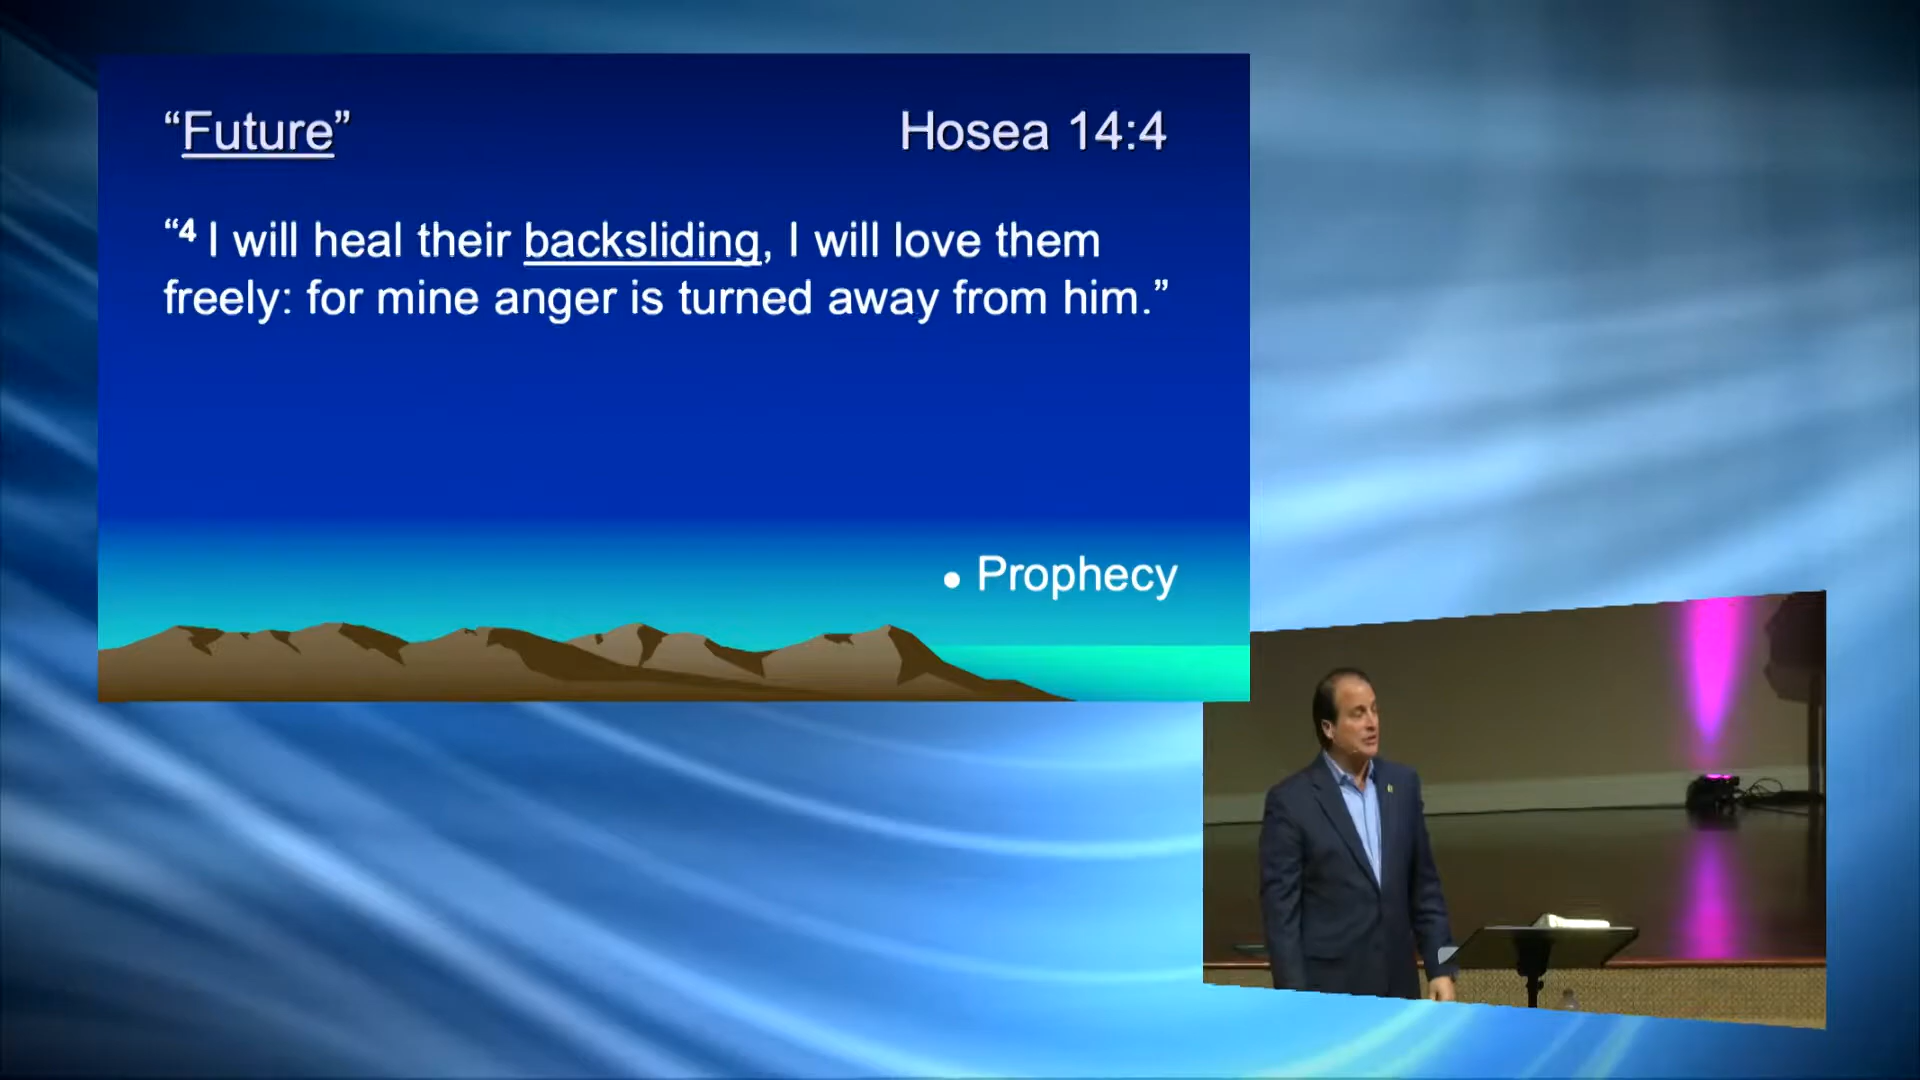 “Future”
Hosea 14:4
“4 I will heal their backsliding, I will love them
freely: for mine anger is turned away from him.”
• Prophecy